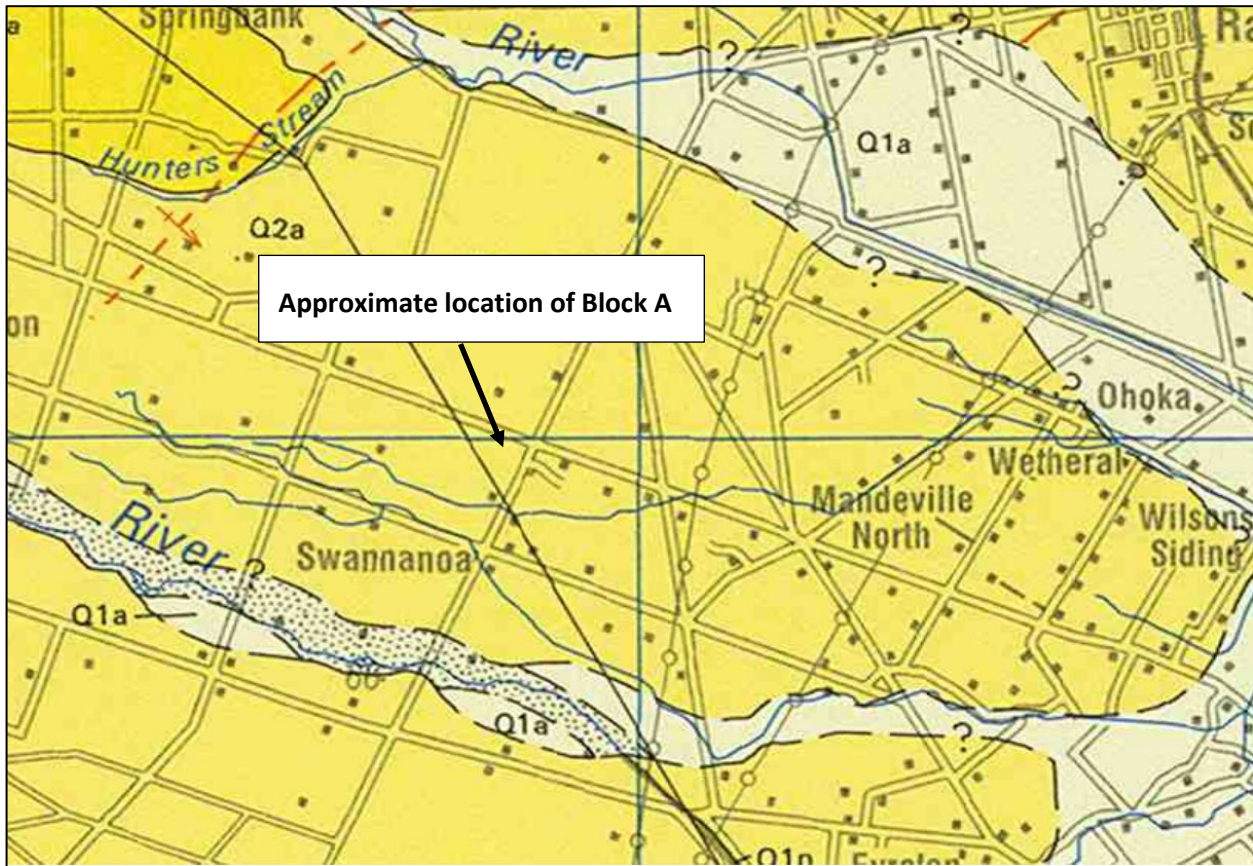 Springbank
River
Hunters Stream
Q1a
Q2a
Approximate location of Block A
Ohoka
Wetheral
Mandeville
North
Wilsons
Siding
River
Swannanoa
Q1a
Q1a
Q1n
?
?
?
?
?
?
?
?